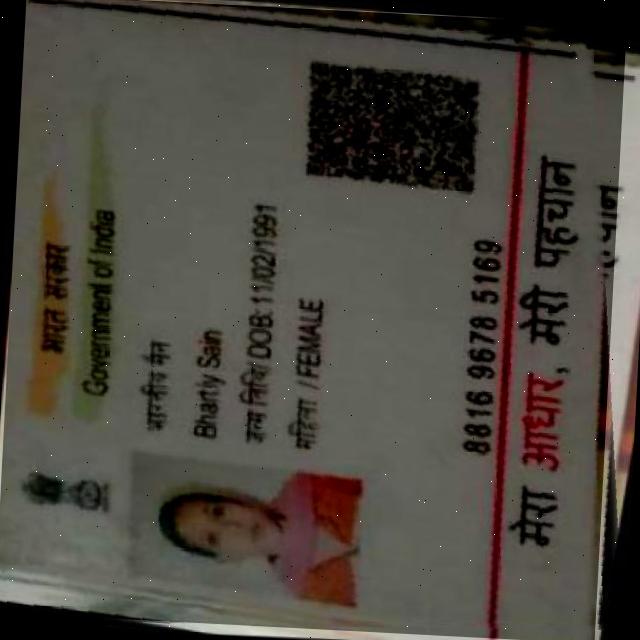 भारत सरकार
Government of India
भारतीय सैन
Bhartiy Sain
जन्म तिथि/ DOB: 11/02/1991
महिला / FEMALE
8816 9678 5169
मेरा आधार, मेरी पहचान